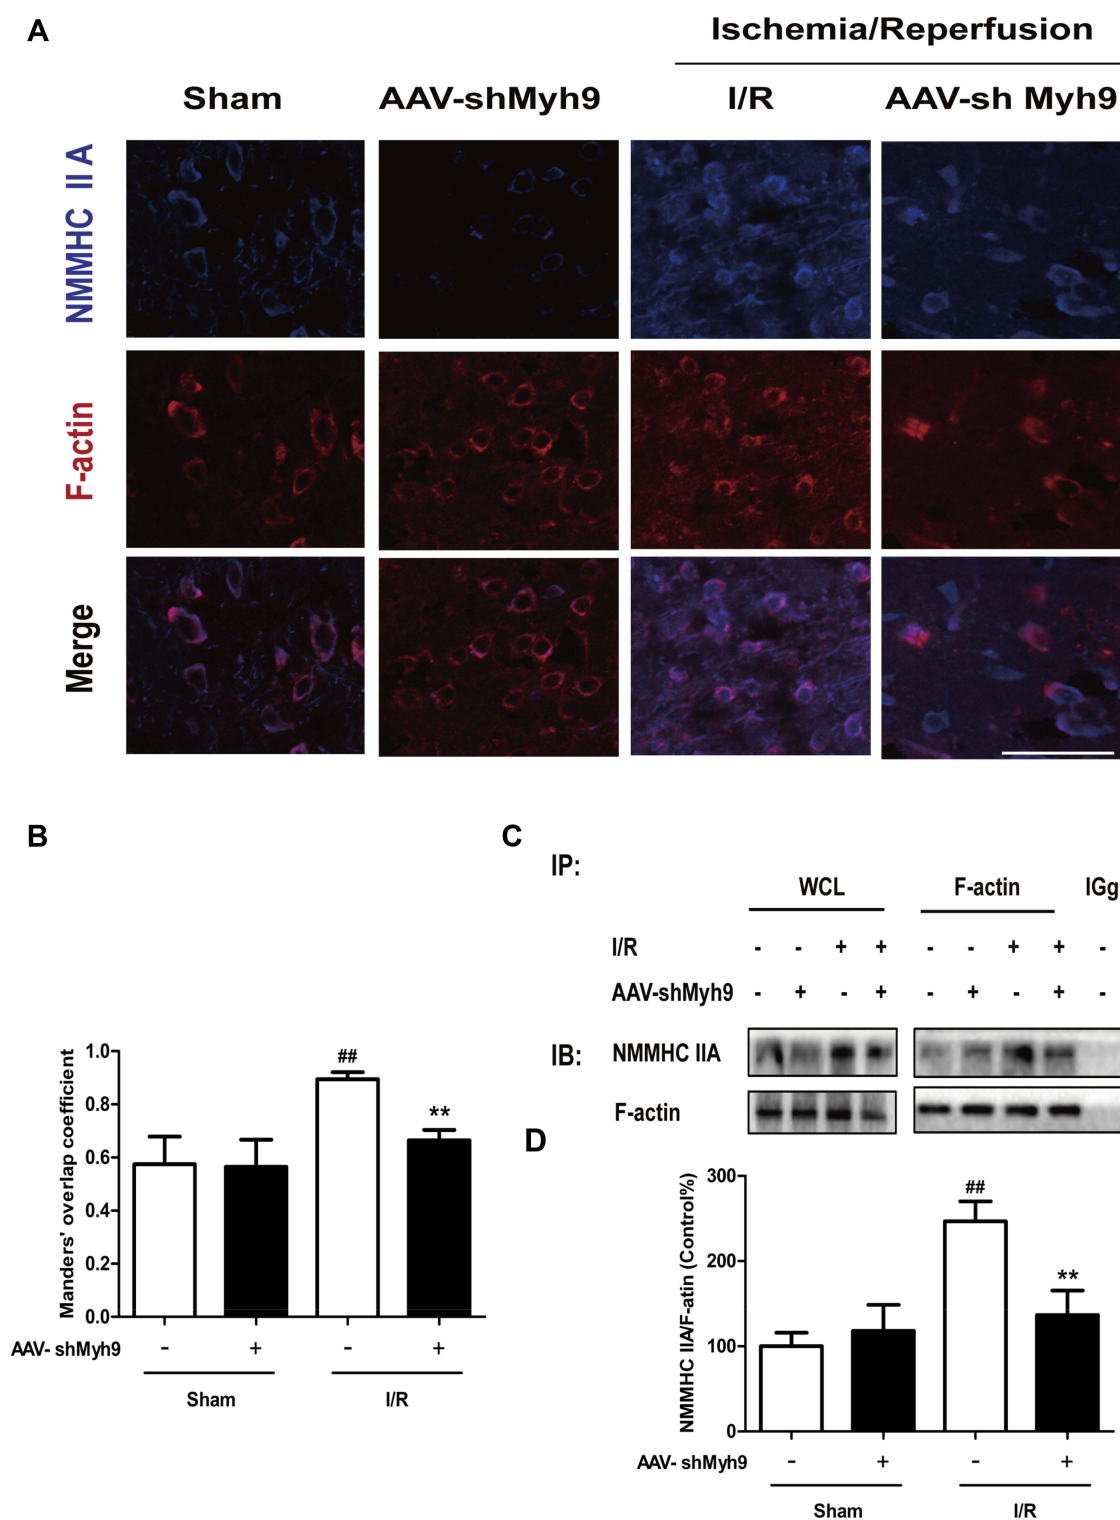 A
Ischemia/Reperfusion
Sham AAV-shMyh9 I/R AAV-sh Myh9
NMMHC II A
F-actin
Merge
B
C
IP:
WCL F-actin IGg
I/R - - + + - - + + -
AAV-shMyh9 - + - + - + - + -
IB: NMMHC IIA
F-actin
Manders' overlap coefficient
1.0
0.8
0.6
0.4
0.2
0.0
##
**
AAV- shMyh9 - + - +
Sham I/R
D
NMMHC IIA/F-atin (Control%)
300
200
100
0
##
**
AAV- shMyh9 - + - +
Sham I/R